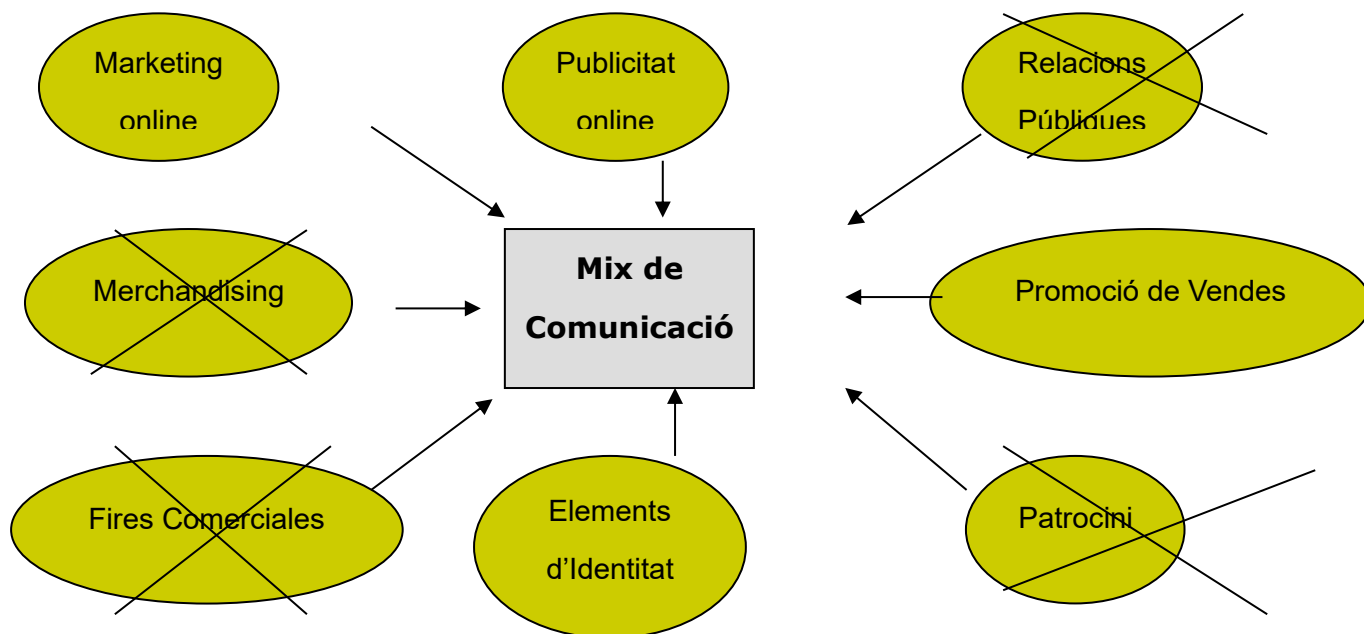 Marketing
online
Publicitat
online
Relacions
Públiques
Merchandising
Mix de
Comunicació
Promoció de Vendes
Fires Comerciales
Elements
d’Identitat
Patrocini